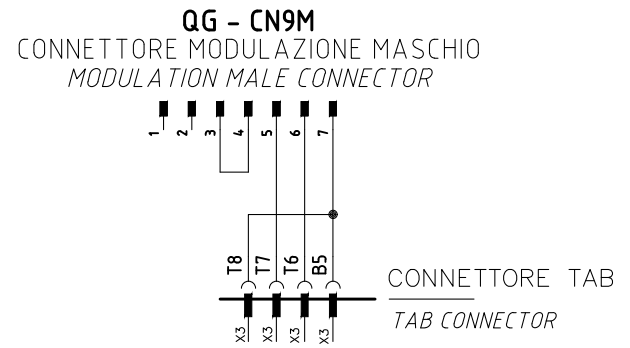 QG - CN9M
CONNETTORE MODULAZIONE MASCHIO
MODULATION MALE CONNECTOR
1 2 3 4 5 6 7
T8 T7 T6 B5
CONNETTORE TAB
TAB CONNECTOR
X3 X3 X3 X3